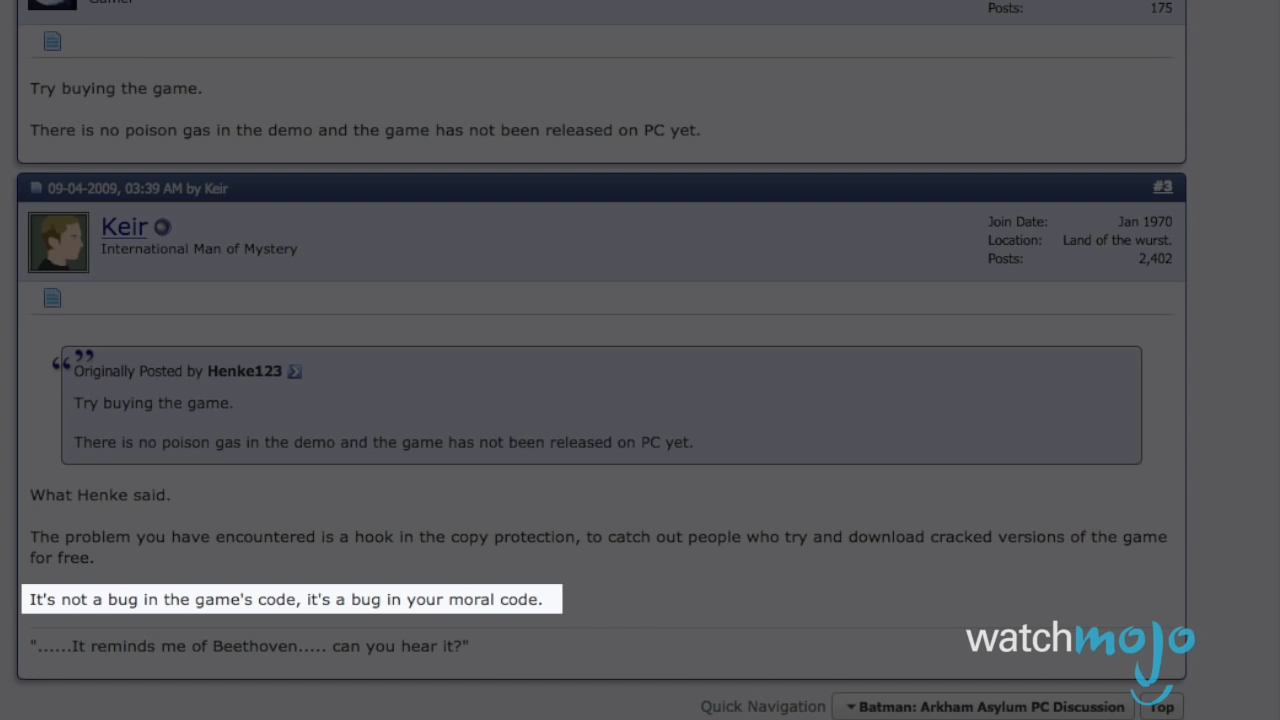 Gamer
Posts: 175
Try buying the game.
There is no poison gas in the demo and the game has not been released on PC yet.
09-04-2009, 03:39 AM by Keir
#3
Keir
International Man of Mystery
Join Date: Jan 1970
Location: Land of the wurst.
Posts: 2,402
Originally Posted by Henke123
Try buying the game.
There is no poison gas in the demo and the game has not been released on PC yet.
What Henke said.
The problem you have encountered is a hook in the copy protection, to catch out people who try and download cracked versions of the game
for free.
It's not a bug in the game's code, it's a bug in your moral code.
"......It reminds me of Beethoven..... can you hear it?"
watchmojo
Quick Navigation Batman: Arkham Asylum PC Discussion Top